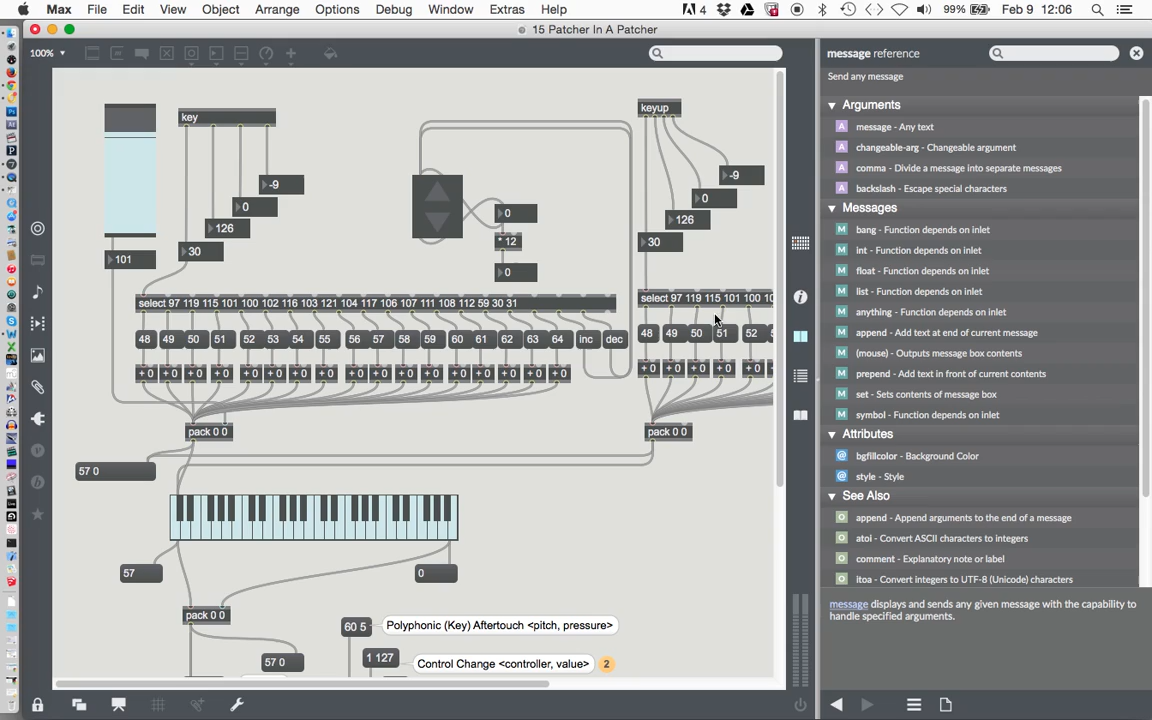 Max File Edit View Object Arrange Options Debug Window Extras Help 4 99% Feb 9 12:06
15 Patcher In A Patcher
100%
message reference
Send any message
Arguments
message - Any text
changeable-arg - Changeable argument
comma - Divide a message into separate messages
backslash - Escape special characters
Messages
bang - Function depends on inlet
int - Function depends on inlet
float - Function depends on inlet
list - Function depends on inlet
anything - Function depends on inlet
append - Add text at end of current message
(mouse) - Outputs message box contents
prepend - Add text in front of current contents
set - Sets contents of message box
symbol - Function depends on inlet
Attributes
bgfillcolor - Background Color
style - Style
See Also
append - Append arguments to the end of a message
atoi - Convert ASCII characters to integers
comment - Explanatory note or label
itoa - Convert integers to UTF-8 (Unicode) characters
message displays and sends any given message with the capability to
handle specified arguments.
key
keyup
-9
0
126
30
101
0
* 12
0
-9
0
126
30
select 97 119 115 101 100 102 116 103 121 104 117 106 107 111 108 112 59 30 31
select 97 119 115 101 100 10
48 49 50 51 52 53 54 55 56 57 58 59 60 61 62 63 64 inc dec
48 49 50 51 52
+ 0 + 0 + 0 + 0 + 0 + 0 + 0 + 0 + 0 + 0 + 0 + 0 + 0 + 0 + 0 + 0 + 0
+ 0 + 0 + 0 + 0 + 0 + 0
pack 0 0
pack 0 0
57 0
57
0
pack 0 0
57 0
60 5 Polyphonic (Key) Aftertouch <pitch, pressure>
1 127 Control Change <controller, value> 2